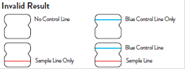 Invalid Result
No Control Line
Blue Control Line Only
Blue Control Line
Sample Line Only
Sample Line